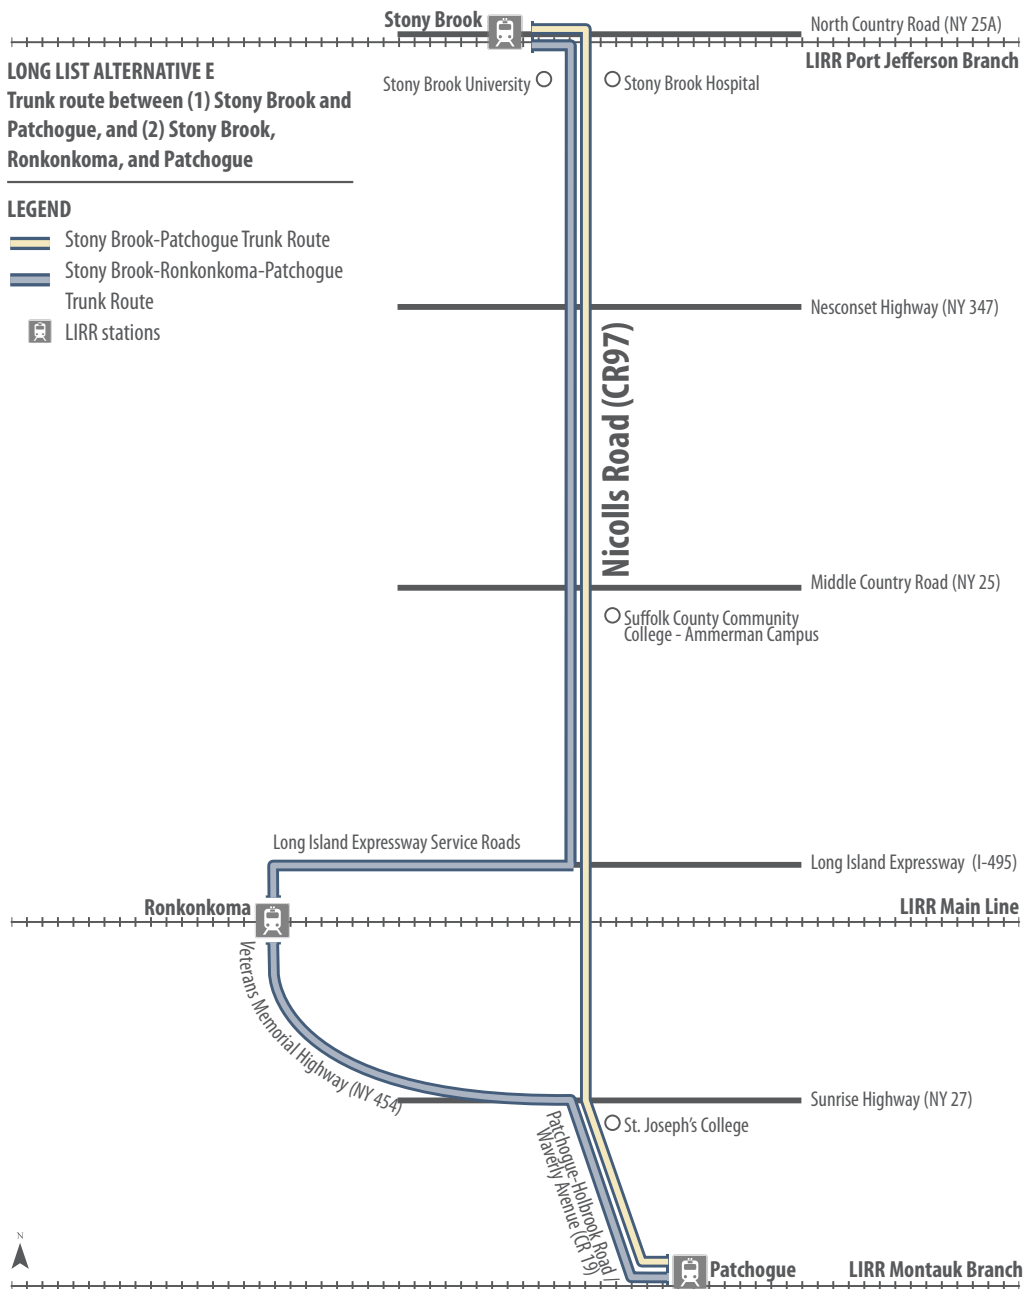 Stony Brook
North Country Road (NY 25A)
LIRR Port Jefferson Branch
LONG LIST ALTERNATIVE E
Trunk route between (1) Stony Brook and
Patchogue, and (2) Stony Brook,
Ronkonkoma, and Patchogue
Stony Brook University
Stony Brook Hospital
LEGEND
Stony Brook-Patchogue Trunk Route
Stony Brook-Ronkonkoma-Patchogue
Trunk Route
LIRR stations
Nesconset Highway (NY 347)
Nicolls Road (CR97)
Middle Country Road (NY 25)
Suffolk County Community
College - Ammerman Campus
Long Island Expressway Service Roads
Long Island Expressway (I-495)
Ronkonkoma
LIRR Main Line
Veterans Memorial Highway (NY 454)
Sunrise Highway (NY 27)
St. Joseph's College
Patchogue-Holbrook Road /
Waverly Avenue (CR 19)
N
Patchogue
LIRR Montauk Branch